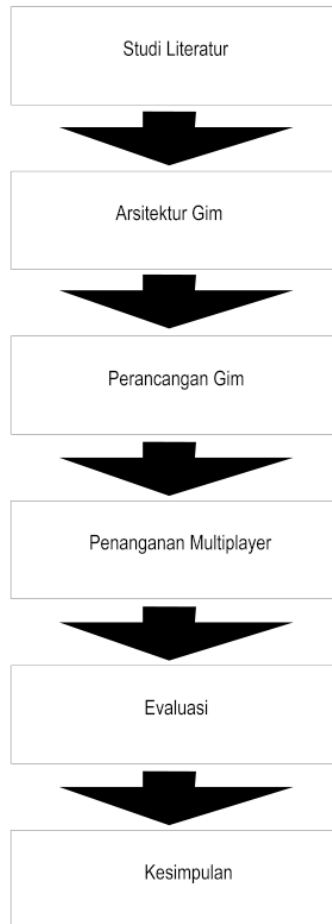 Studi Literatur
Arsitektur Gim
Perancangan Gim
Penanganan Multiplayer
Evaluasi
Kesimpulan